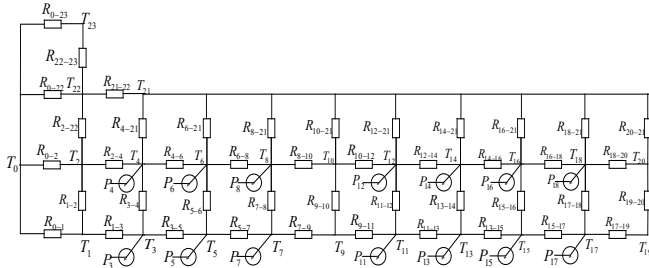 R0−23 T23
R22−23
R0−22 T22 R21−22 T21
R2−22 R4−21 R6−21 R8−21 R10−21 R12−21 R14−21 R16−21 R18−21 R20−21
R0−2 T2 R2−4 T4 R4−6 T6 R6−8 T8 R8−10 T10 R10−12 T12 R12−14 T14 R14−16 T16 R16−18 T18 R18−20 T20
T0
P4 P6 P8 P12 P14 P16 P18
R1−2 R3−4 R5−6 R7−8 R9−10 R11−12 R13−14 R15−16 R17−18 R19−20
R0−1 R1−3 R3−5 R5−7 R7−9 R9−11 R11−13 R13−15 R15−17 R17−19
T1 T3 T5 T7 T9 T11 T13 T15 T17 T19
P3 P5 P7 P11 P13 P15 P17